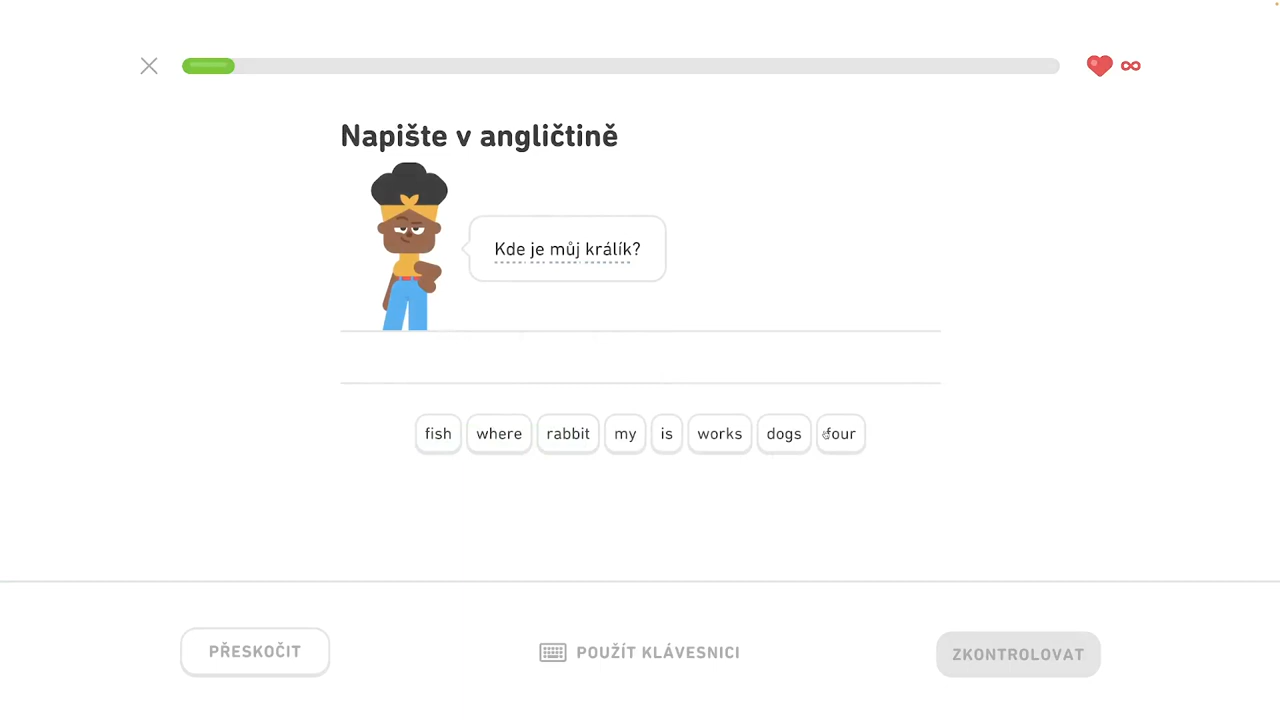 Napište v angličtině
Kde je můj králík?
fish where rabbit my is works dogs four
PŘESKOČIT
POUŽÍT KLÁVESNICI
ZKONTROLOVAT